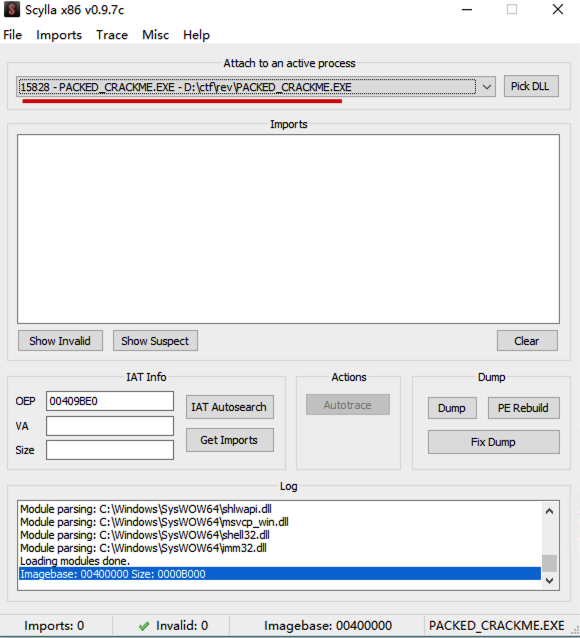 Scylla x86 v0.9.7c
File Imports Trace Misc Help
Attach to an active process
15828 - PACKED_CRACKME.EXE - D:\ctf\rev\PACKED_CRACKME.EXE
Pick DLL
Imports
Show Invalid Show Suspect Clear
IAT Info
OEP 00409BE0
VA
Size
IAT Autosearch
Get Imports
Actions
Autotrace
Dump
Dump PE Rebuild
Fix Dump
Log
Module parsing: C:\Windows\SysWOW64\shlwapi.dll
Module parsing: C:\Windows\SysWOW64\msvcp_win.dll
Module parsing: C:\Windows\SysWOW64\shell32.dll
Module parsing: C:\Windows\SysWOW64\imm32.dll
Loading modules done.
Imagebase: 00400000 Size: 0000B000
Imports: 0 Invalid: 0 Imagebase: 00400000 PACKED_CRACKME.EXE